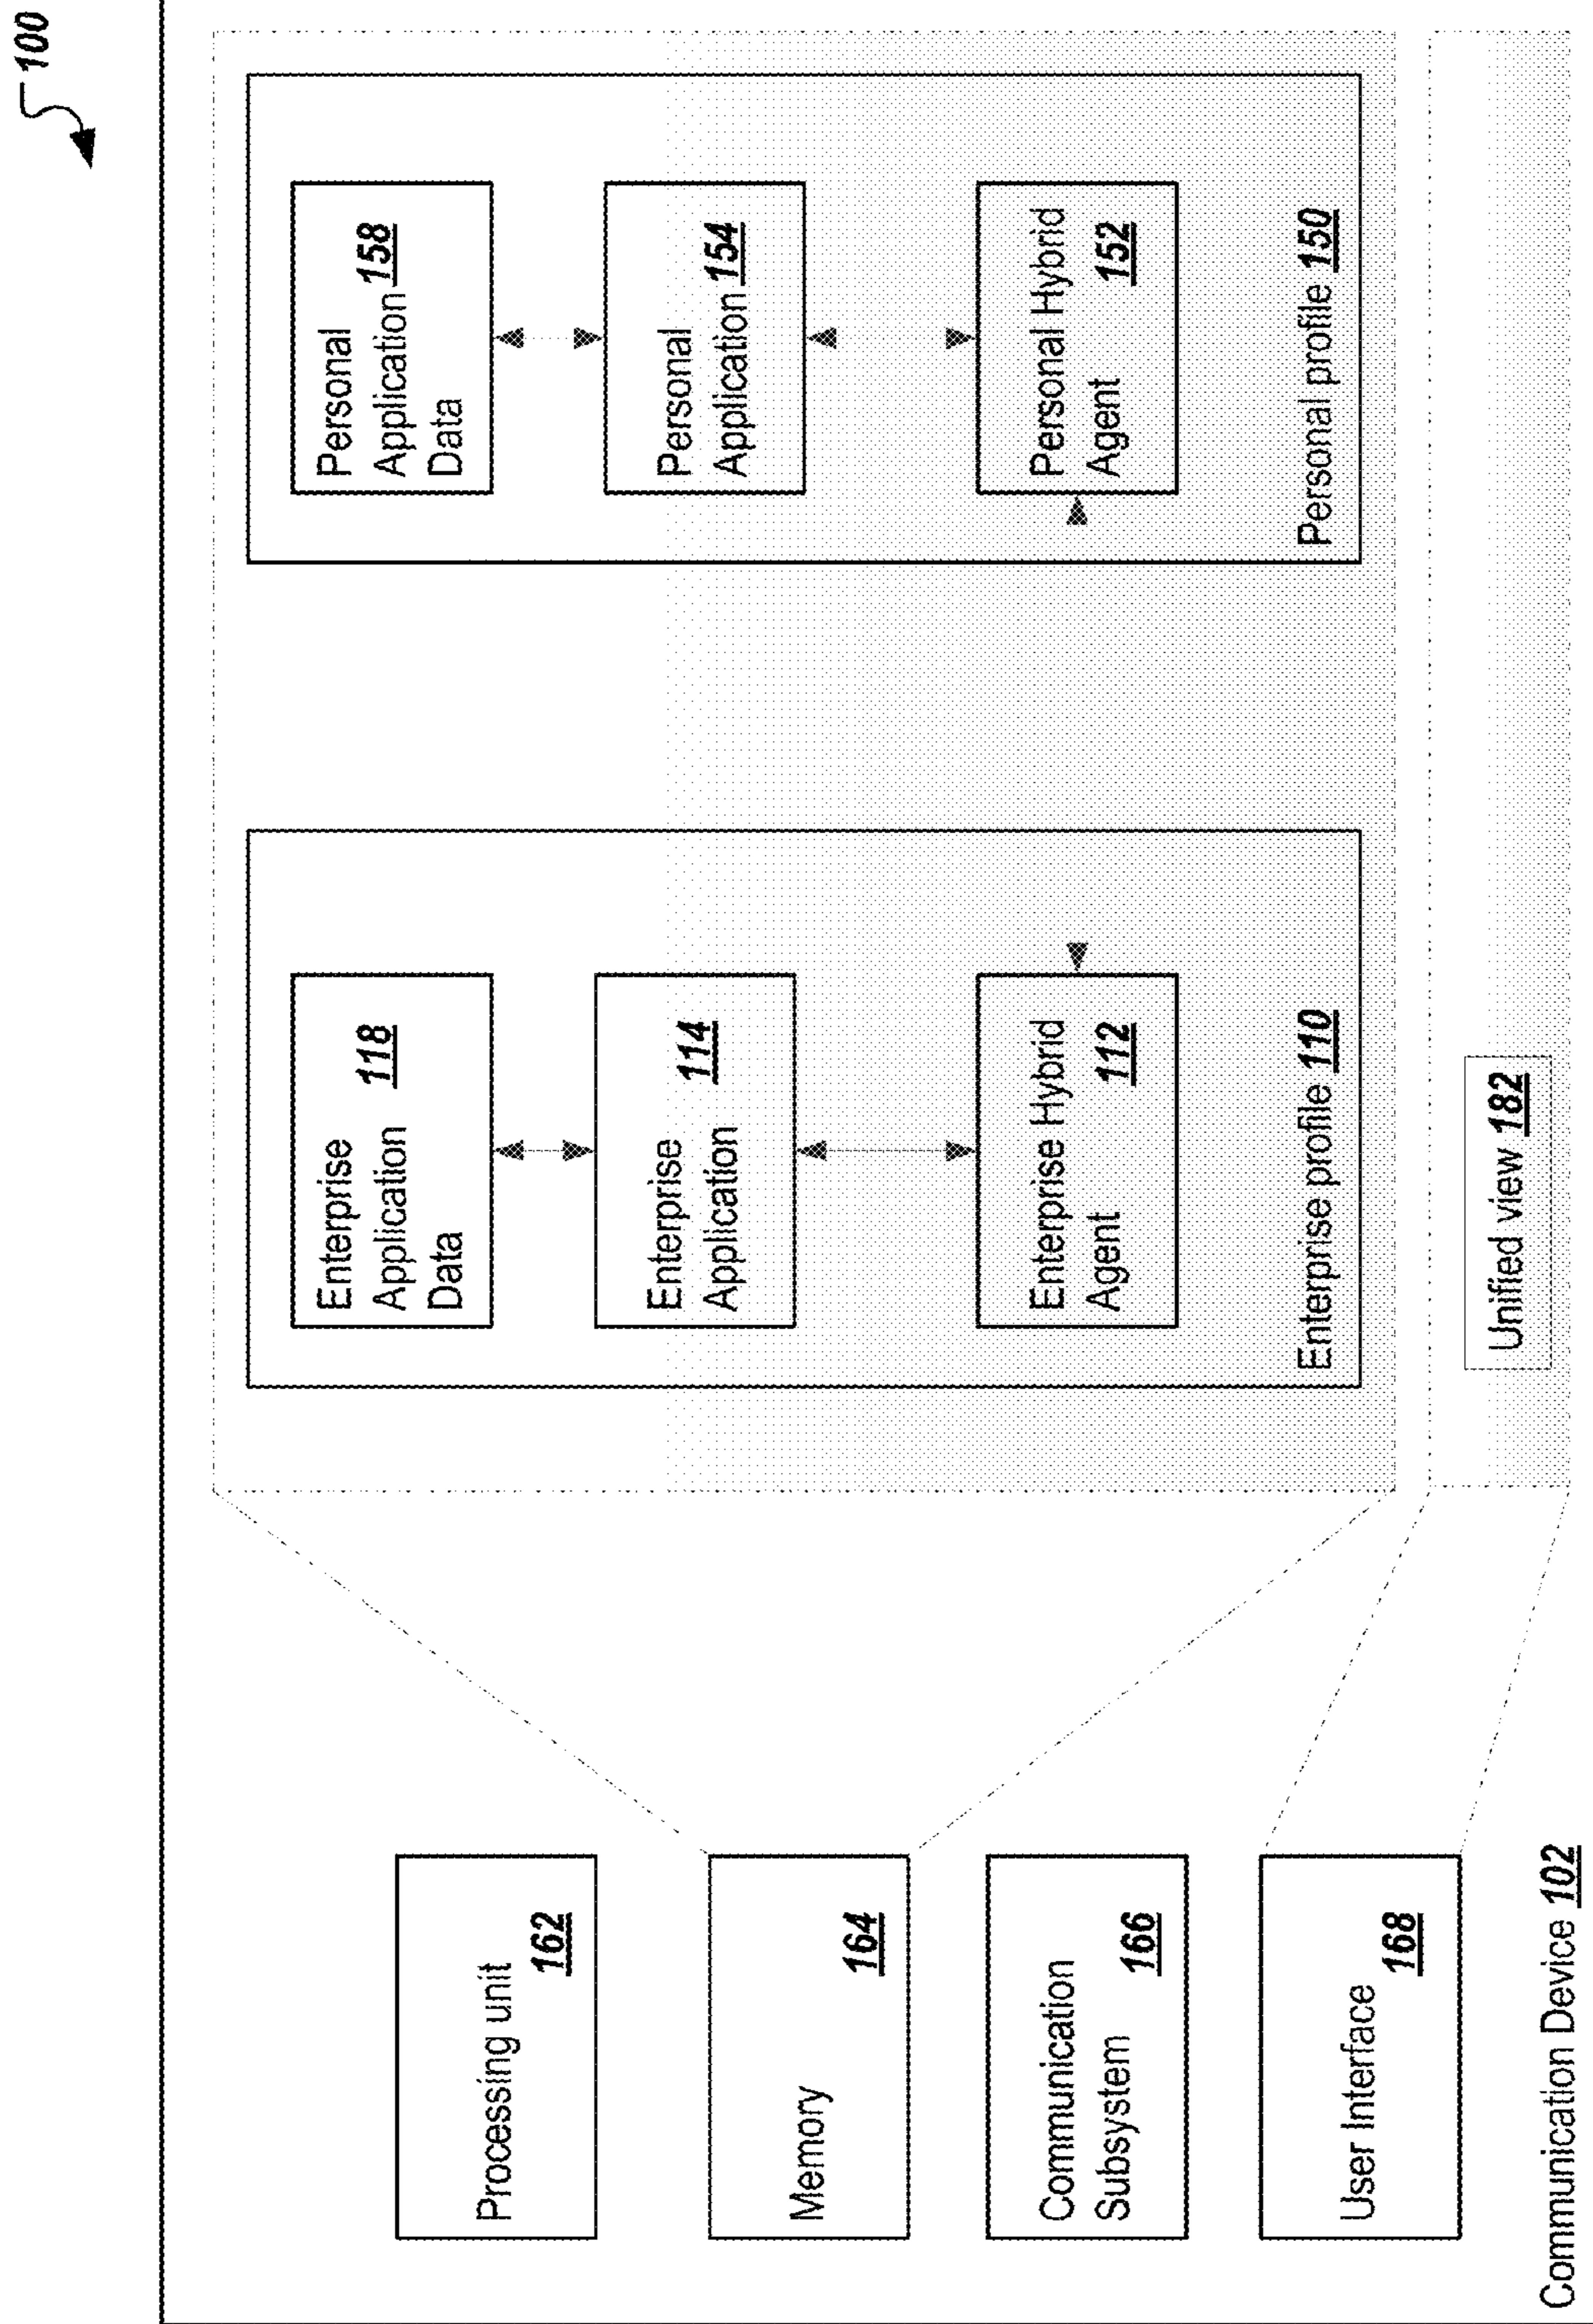 100
Processing unit
162
Memory
164
Communication
Subsystem
166
User Interface
168
Communication Device 102
Enterprise
Application
Data
118
Enterprise
Application
114
Enterprise Hybrid
Agent
112
Enterprise profile 110
Personal
Application 158
Data
Personal
Application 154
Personal Hybrid
Agent
152
Personal profile 150
Unified view 182